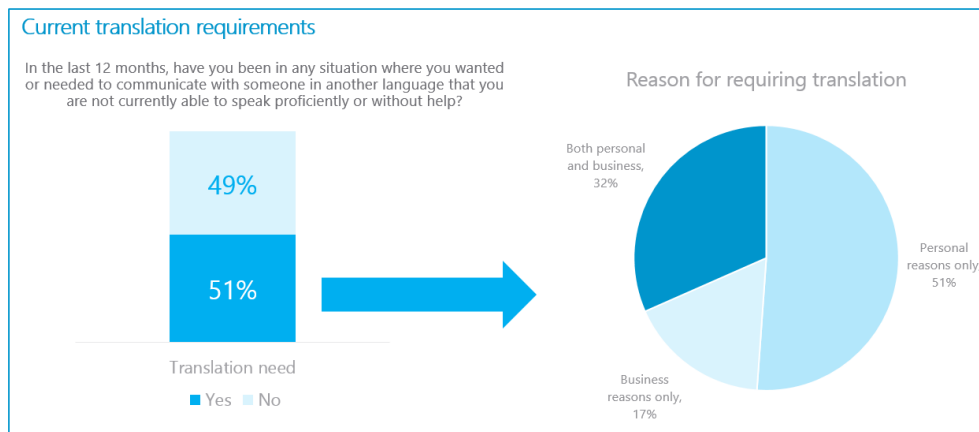 Current translation requirements
In the last 12 months, have you been in any situation where you wanted
or needed to communicate with someone in another language that you
are not currently able to speak proficiently or without help?
49%
51%
Translation need
Yes
No
Reason for requiring translation
Both personal
and business,
32%
Personal
reasons only,
51%
Business
reasons only,
17%